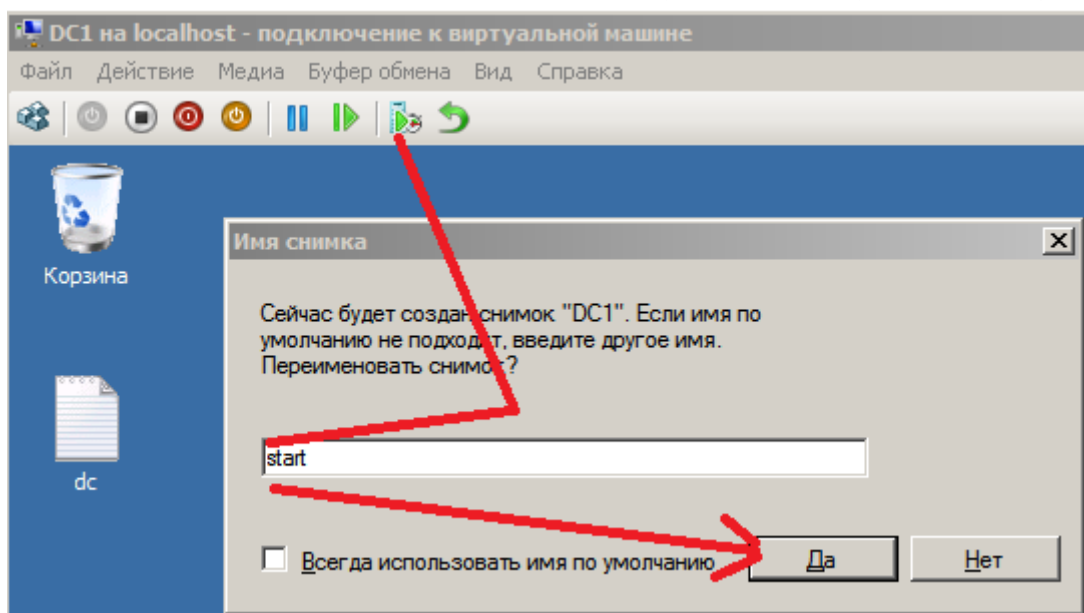 DC1 на localhost - подключение к виртуальной машине
Файл Действие Медиа Буфер обмена Вид Справка
Корзина
Имя снимка
Сейчас будет создан снимок "DC1". Если имя по
умолчанию не подходит, введите другое имя.
Переименовать снимок?
start
dc
Всегда использовать имя по умолчанию
Да
Нет